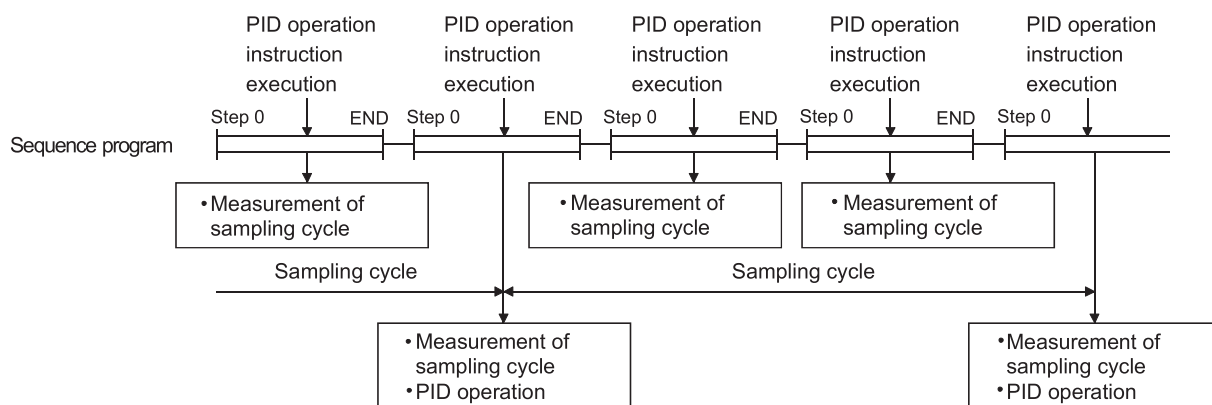 PID operation
instruction
execution
PID operation
instruction
execution
PID operation
instruction
execution
PID operation
instruction
execution
PID operation
instruction
execution
Step 0 END Step 0 END Step 0 END Step 0 END Step 0
Sequence program
• Measurement of
sampling cycle
• Measurement of
sampling cycle
• Measurement of
sampling cycle
Sampling cycle
Sampling cycle
• Measurement of
sampling cycle
• PID operation
• Measurement of
sampling cycle
• PID operation